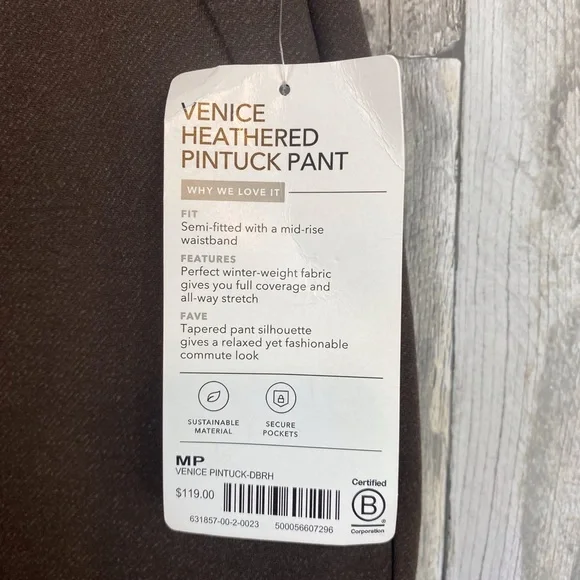 VENICE
HEATHERED
PINTUCK PANT
WHY WE LOVE IT
FIT
Semi-fitted with a mid-rise
waistband
FEATURES
Perfect winter-weight fabric
gives you full coverage and
all-way stretch
FAVE
Tapered pant silhouette
gives a relaxed yet fashionable
commute look
SUSTAINABLE
MATERIAL
SECURE
POCKETS
MP
VENICE PINTUCK-DBRH
$119.00
631857-00-2-0023 500056607296
Certified
B
®
Corporation